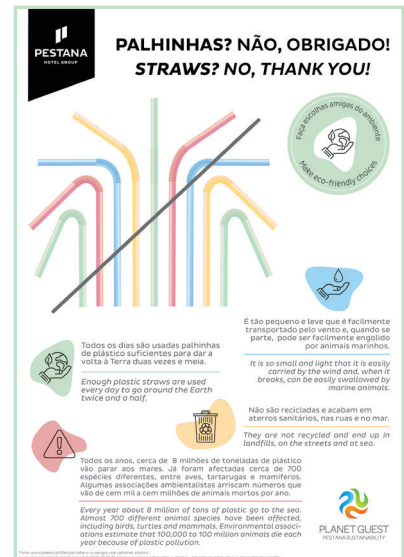 PESTANA
HOTEL GROUP
PALHINHAS? NÃO, OBRIGADO!
STRAWS? NO, THANK YOU!
Faça escolhas amigas do ambiente
Make eco-friendly choices
É tão pequeno e leve que é facilmente
transportado pelo vento e, quando se
parte, pode ser facilmente engolido
por animais marinhos.
It is so small and light that it is easily
carried by the wind and, when it
breaks, can be easily swallowed by
marine animals.
Todos os dias são usadas palhinhas
de plástico suficientes para dar a
volta à Terra duas vezes e meia.
Enough plastic straws are used
every day to go around the Earth
twice and a half.
Não são recicladas e acabam em
aterros sanitários, nas ruas e no mar.
They are not recycled and end up in
landfills, on the streets and at sea.
Todos os anos, cerca de 8 milhões de toneladas de plástico
vão parar aos mares. Já foram afectadas cerca de 700
espécies diferentes, entre aves, tartarugas e mamíferos.
Algumas associações ambientalistas arriscam números que
vão de cem mil a cem milhões de animais mortos por ano.
Every year about 8 million of tons of plastic go to the sea.
Almost 700 different animal species have been affected,
including birds, turtles and mammals. Environmental associ-
ations estimate that 100,000 to 100 million animals die each
year because of plastic pollution.
PLANET GUEST
PESTANA SUSTAINABILITY